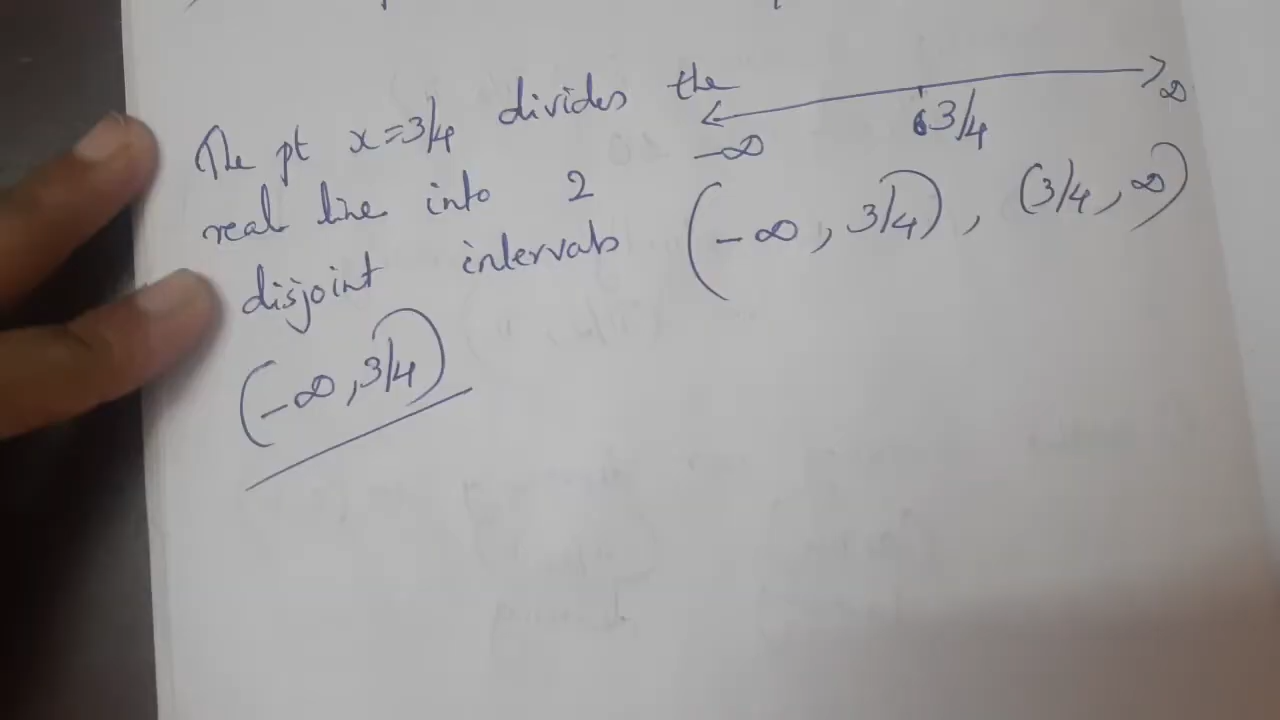 The pt x=3/4 divides the
real line into 2
disjoint intervals (-∞, 3/4), (3/4, ∞)
-∞ 3/4 ∞
(-∞, 3/4)